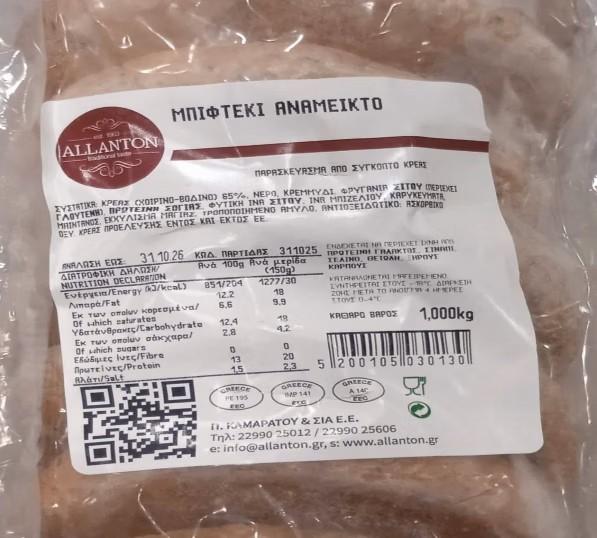 ΜΠΙΦΤΕΚΙ ΑΝΑΜΕΙΚΤΟ
est. 1963
ALLANTON
traditional taste
ΠΑΡΑΣΚΕΥΑΣΜΑ ΑΠΟ ΣΥΓΚΟΠΤΟ ΚΡΕΑΣ
ΣΥΣΤΑΤΙΚΑ: ΚΡΕΑΣ (ΧΟΙΡΙΝΟ-ΒΟΔΙΝΟ) 65%, ΝΕΡΟ, ΚΡΕΜΜΥΔΙ, ΦΡΥΓΑΝΙΑ ΣΙΤΟΥ (ΠΕΡΙΕΧΕΙ
ΓΛΟΥΤΕΝΗ), ΠΡΩΤΕΙΝΗ ΣΟΓΙΑΣ, ΦΥΤΙΚΗ ΙΝΑ ΣΙΤΟΥ, ΙΝΑ ΜΠΙΖΕΛΙΟΥ, ΚΑΡΥΚΕΥΜΑΤΑ,
ΜΑΙΝΤΑΝΟΣ, ΕΚΧΥΛΙΣΜΑ ΜΑΓΙΑΣ, ΤΡΟΠΟΠΟΙΗΜΕΝΟ ΑΜΥΛΟ, ΑΝΤΙΟΞΕΙΔΩΤΙΚΟ: ΑΣΚΟΡΒΙΚΟ
ΟΞΥ. ΚΡΕΑΣ ΠΡΟΕΛΕΥΣΗΣ ΕΝΤΟΣ ΚΑΙ ΕΚΤΟΣ ΕΕ.
ΑΝΑΛΩΣΗ ΕΩΣ: 31.10.26 ΚΩΔ. ΠΑΡΤΙΔΑΣ 311025
ΔΙΑΤΡΟΦΙΚΗ ΔΗΛΩΣΗ/ Ανά 100g Ανά μερίδα
NUTRITION DECLARATION (150g)
Ενέργεια/Energy (kJ/kcal) 851/204 1277/30
Λιπαρά/Fat 12,2 18
Εκ των οποίων κορεσμένα/ 6,6 9,9
Of which saturates
Υδατάνθρακες/Carbohydrate 12,4 18
Εκ των οποίων σάκχαρα/ 2,8 4,2
Of which sugars
Εδώδιμες ίνες/Fibre 0 0
Πρωτεΐνες/Protein 13 20
Αλάτι/Salt 1,5 2,3
ΕΝΔΕΧΕΤΑΙ ΝΑ ΠΕΡΙΕΧΕΙ ΙΧΝΗ ΑΠΟ
ΠΡΩΤΕΙΝΗ ΓΑΛΑΚΤΟΣ, ΣΙΝΑΠΙ,
ΣΕΛΙΝΟ, ΘΕΙΩΔΗ, ΞΗΡΟΥΣ
ΚΑΡΠΟΥΣ
ΚΑΤΑΝΑΛΩΝΕΤΑΙ ΜΑΓΕΙΡΕΜΕΝΟ.
ΣΥΝΤΗΡΕΙΤΑΙ ΣΤΟΥΣ -18°C. ΔΙΑΡΚΕΙΑ
ΖΩΗΣ ΜΕΤΑ ΤΟ ΑΝΟΙΓΜΑ 4 ΗΜΕΡΕΣ
ΣΤΟΥΣ 0-4°C
ΚΑΘΑΡΟ ΒΑΡΟΣ 1,000kg
5 200105 030130
GREECE
PE 195
EEC
GREECE
IMP 141
EEC
GREECE
A 14C
EEC
Π. ΚΑΜΑΡΑΤΟΥ & ΣΙΑ Ε.Ε.
Τηλ: 22990 25012 / 22990 25606
e: info@allanton.gr, s: www.allanton.gr